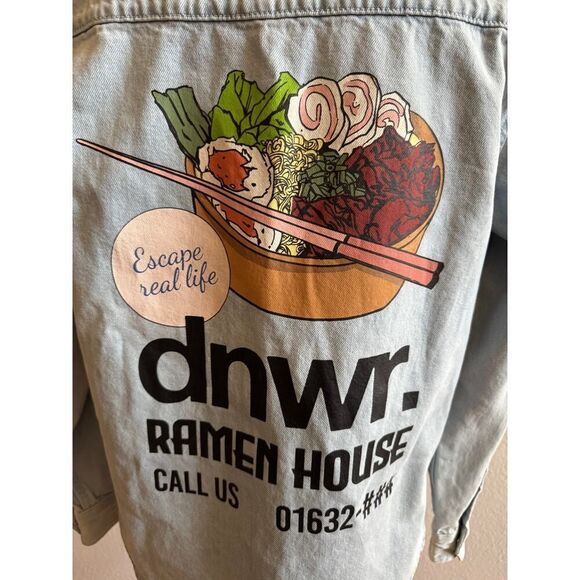 Escape
real life
dnwr.
RAMEN HOUSE
CALL US 01632-###